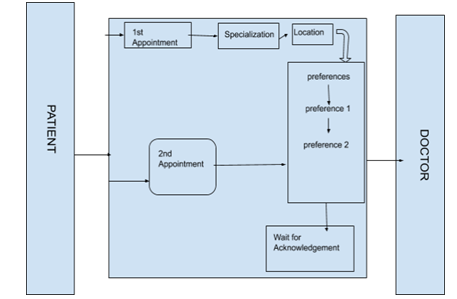 PATIENT
1st
Appointment
Specialization
Location
preferences
preference 1
preference 2
2nd
Appointment
Wait for
Acknowledgement
DOCTOR